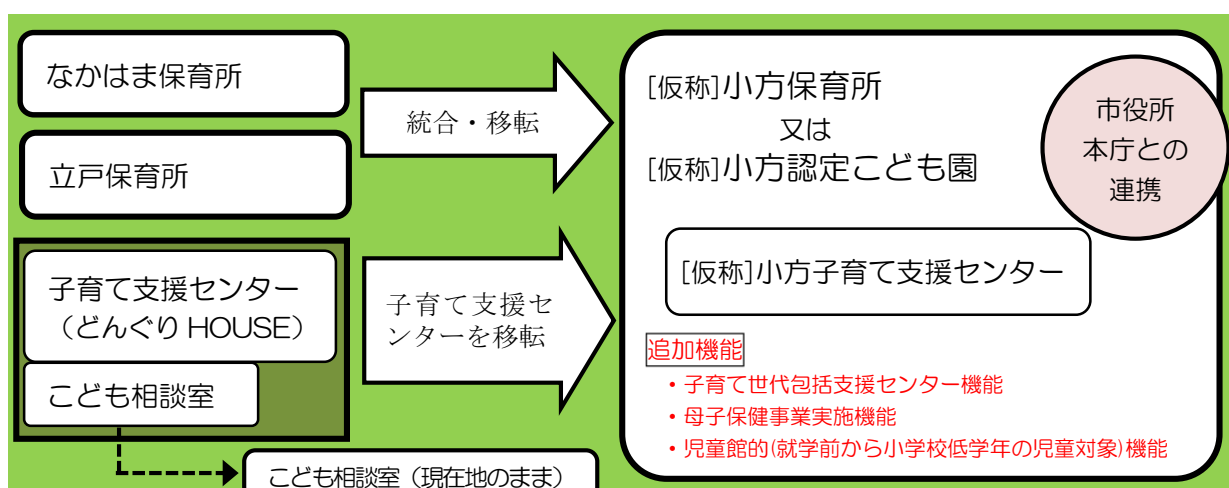 なかはま保育所
立戸保育所
子育て支援センター
（どんぐり HOUSE）
こども相談室
こども相談室（現在地のまま）
統合・移転
子育て支援セ
ンターを移転
[仮称]小方保育所
又は
[仮称]小方認定こども園
市役所
本庁との
連携
[仮称]小方子育て支援センター
追加機能
・子育て世代包括支援センター機能
・母子保健事業実施機能
・児童館的(就学前から小学校低学年の児童対象)機能